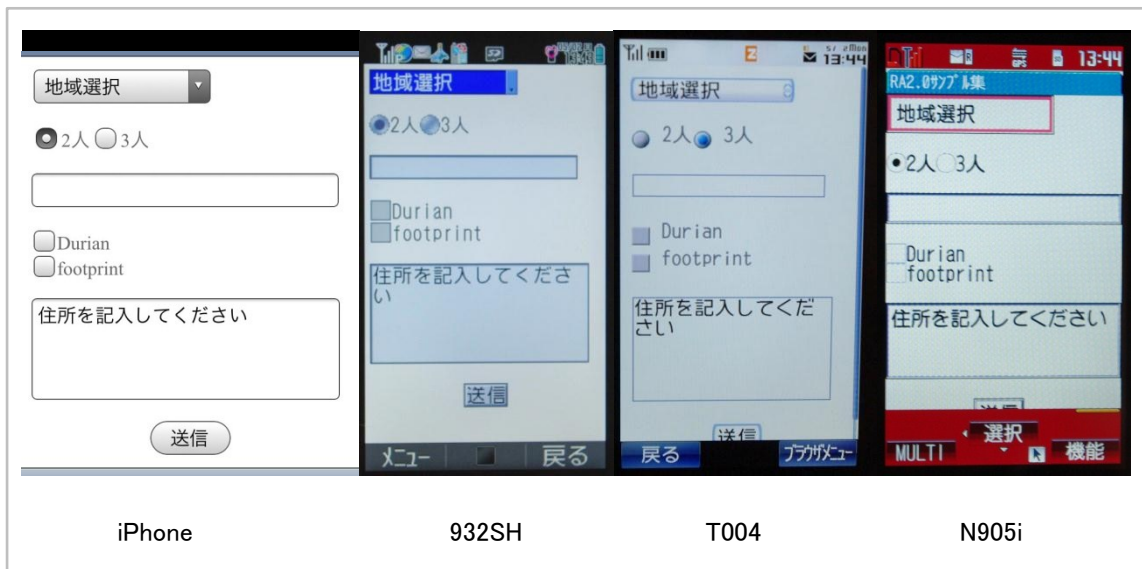 地域選択
2人 3人
Durian
footprint
住所を記入してください
送信
地域選択
2人 3人
Durian
footprint
住所を記入してくださ
い
送信
ﾒﾆｭｰ 戻る
13:44
地域選択
2人 3人
Durian
footprint
住所を記入してくだ
さい
送信
戻る ﾌﾞﾗｳｻﾞﾒﾆｭｰ
GPS 13:44
RA2.0ｻﾝﾌﾟﾙ集
地域選択
2人 3人
Durian
footprint
住所を記入してください
送信
選択
MULTI 機能
iPhone 932SH T004 N905i